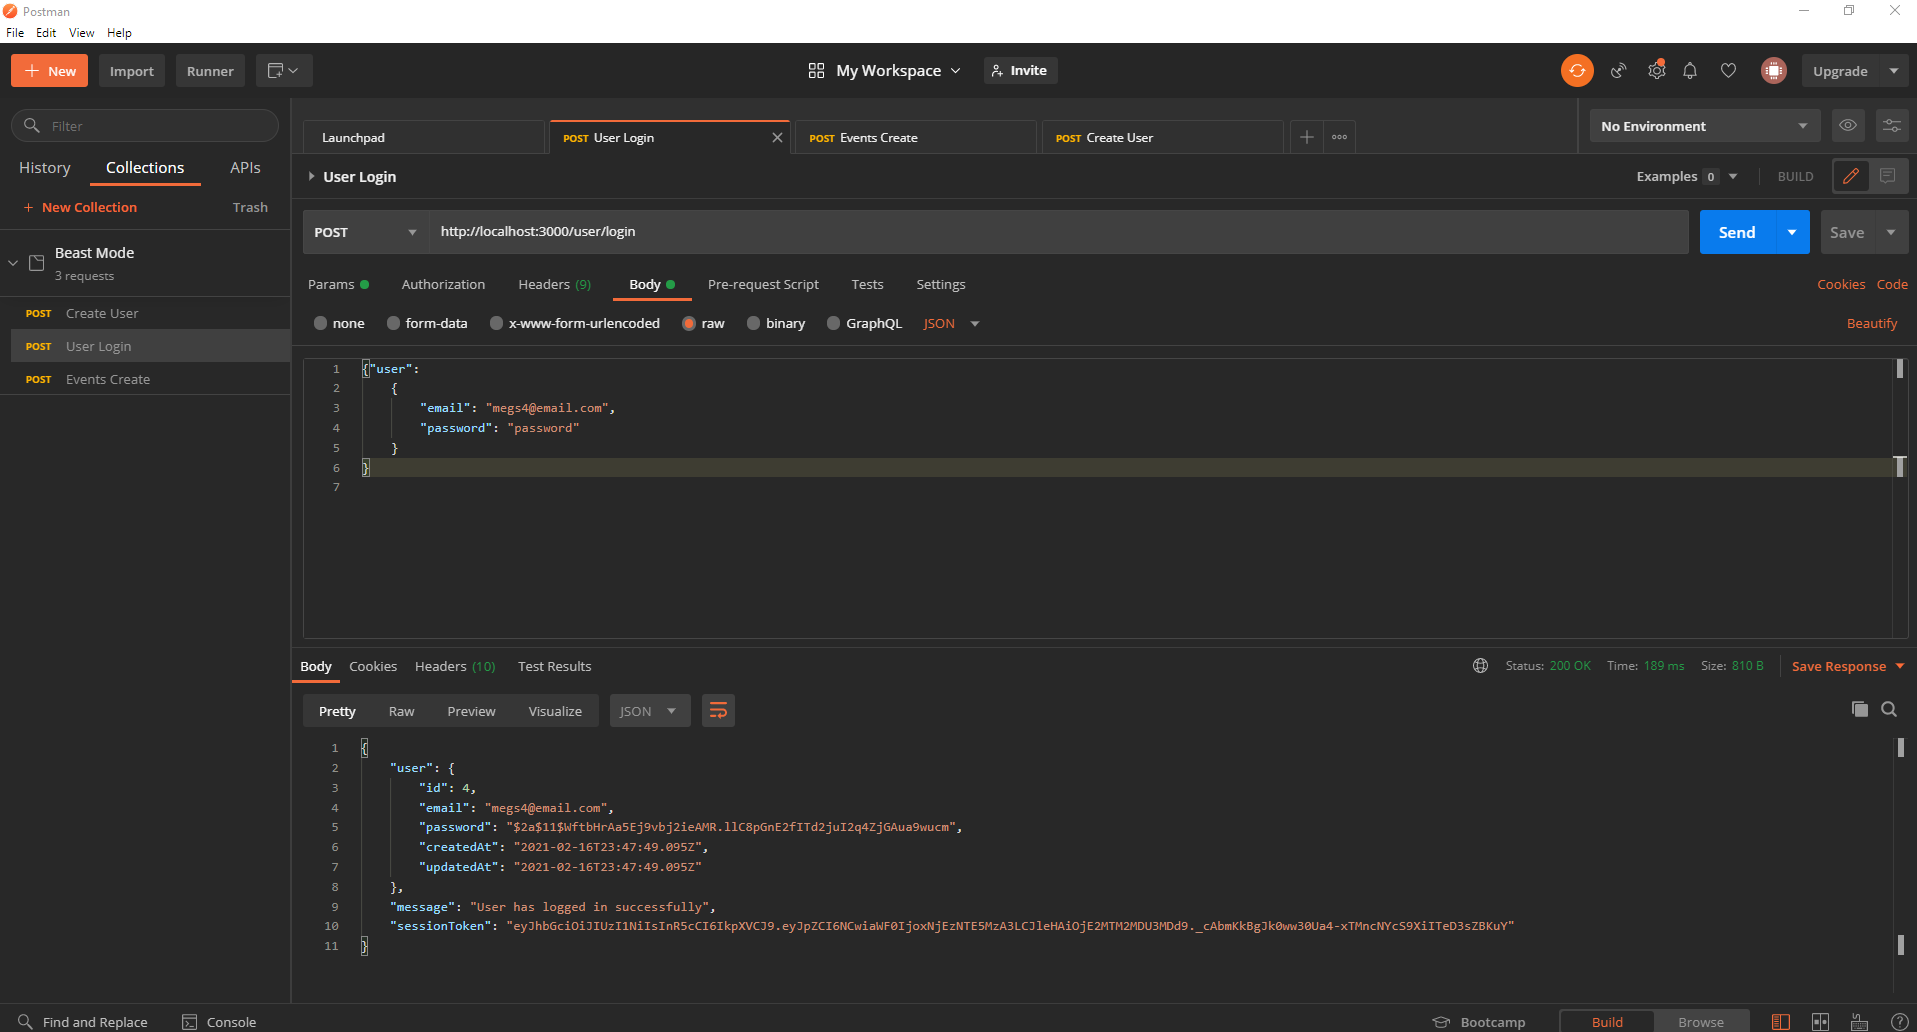 Postman
File Edit View Help
+ New Import Runner
My Workspace Invite
Upgrade
Filter
History Collections APIs
+ New Collection Trash
Beast Mode
3 requests
POST Create User
POST User Login
POST Events Create
Launchpad POST User Login POST Events Create POST Create User
No Environment
User Login
Examples 0 BUILD
POST http://localhost:3000/user/login Send Save
Params Authorization Headers (9) Body Pre-request Script Tests Settings Cookies Code
none form-data x-www-form-urlencoded raw binary GraphQL JSON Beautify
1 {"user":
2 {
3 "email": "megs4@email.com",
4 "password": "password"
5 }
6 }
7
Body Cookies Headers (10) Test Results Status: 200 OK Time: 189 ms Size: 810 B Save Response
Pretty Raw Preview Visualize JSON
1 {
2 "user": {
3 "id": 4,
4 "email": "megs4@email.com",
5 "password": "$2a$11$WftbHrAa5Ej9vbj2ieAMR.llC8pGnE2fITd2juI2q4ZjGAua9wucm",
6 "createdAt": "2021-02-16T23:47:49.095Z",
7 "updatedAt": "2021-02-16T23:47:49.095Z"
8 },
9 "message": "User has logged in successfully",
10 "sessionToken": "eyJhbGciOiJIUzI1NiIsInR5cCI6IkpXVCJ9.eyJpZCI6NCwiaWF0IjoxNjEzNTE5MzA3LCJleHAiOjE2MTM2MDU3MDd9._cAbmKkBgJk0ww30Ua4-xTMncNYcS9XiITeD3sZBKuY"
11 }
Find and Replace Console Bootcamp Build Browse